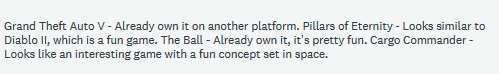 Grand Theft Auto V - Already own it on another platform. Pillars of Eternity - Looks similar to
Diablo II, which is a fun game. The Ball - Already own it, it's pretty fun. Cargo Commander -
Looks like an interesting game with a fun concept set in space.